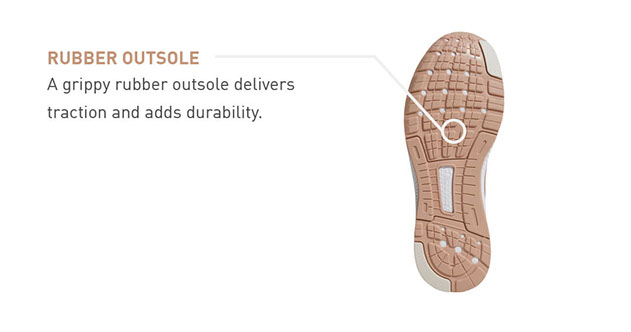 RUBBER OUTSOLE
A grippy rubber outsole delivers
traction and adds durability.